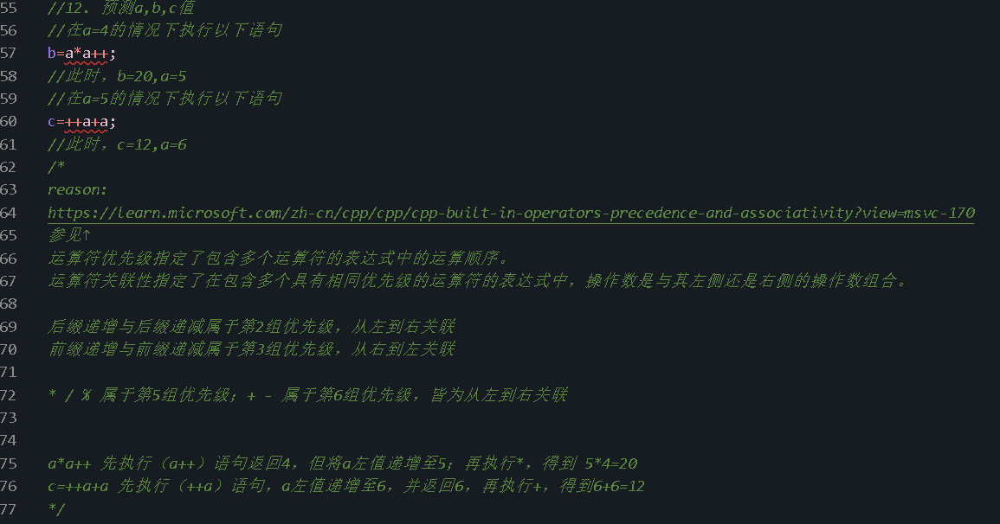 55 //12. 预测a,b,c值
56 //在a=4的情况下执行以下语句
57 b=a*a++;
58 //此时，b=20,a=5
59 //在a=5的情况下执行以下语句
60 c=++a+a;
61 //此时，c=12,a=6
62 /*
63 reason:
64 https://learn.microsoft.com/zh-cn/cpp/cpp/cpp-built-in-operators-precedence-and-associativity?view=msvc-170
65 参见↑
66 运算符优先级指定了包含多个运算符的表达式中的运算顺序。
67 运算符关联性指定了在包含多个具有相同优先级的运算符的表达式中，操作数是与其左侧还是右侧的操作数组合。
68
69 后缀递增与后缀递减属于第2组优先级，从左到右关联
70 前缀递增与前缀递减属于第3组优先级，从右到左关联
71
72 * / % 属于第5组优先级；+ - 属于第6组优先级，皆为从左到右关联
73
74
75 a*a++ 先执行（a++）语句返回4，但将a左值递增至5；再执行*，得到 5*4=20
76 c=++a+a 先执行（++a）语句，a左值递增至6，并返回6，再执行+，得到6+6=12
77 */